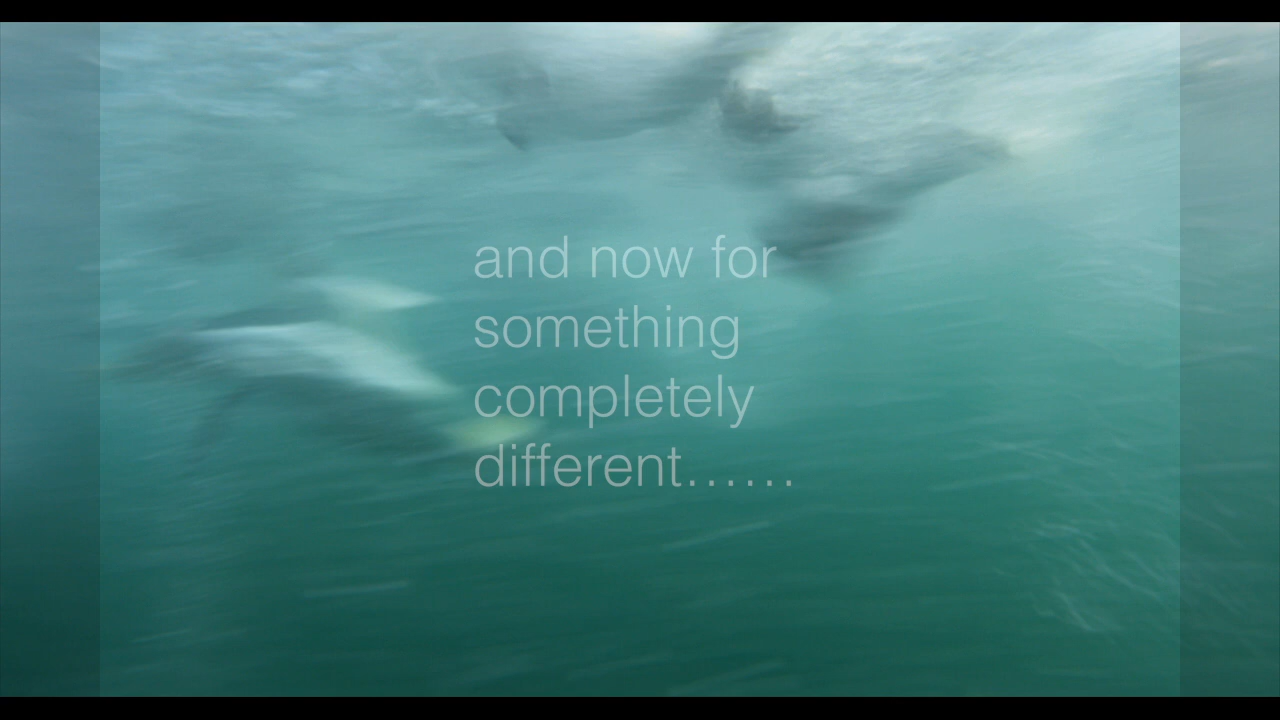 and now for
something
completely
different......